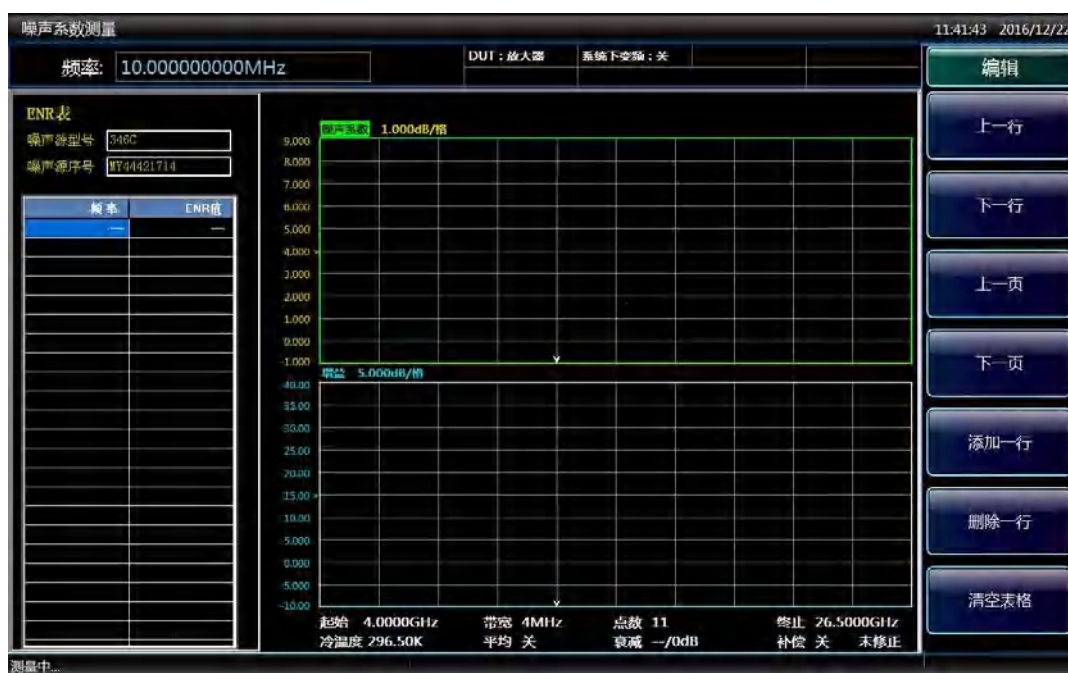 噪声系数测量
11:41:43 2016/12/22
频率: 10.000000000MHz
DUT : 放大器 系统下变频 : 关
编辑
ENR表
噪声源型号 346C
噪声源序号 MY44421714
频率 ENR值
— —
噪声系数 1.000dB/格
9.000
8.000
7.000
6.000
5.000
4.000 >
3.000
2.000
1.000
0.000
-1.000
增益 5.000dB/格
40.00
35.00
30.00
25.00
20.00
15.00 >
10.00
5.000
0.000
-5.000
-10.00
起始 4.0000GHz 带宽 4MHz 点数 11 终止 26.5000GHz
冷温度 296.50K 平均 关 衰减 --/0dB 补偿 关 未修正
测量中...
上一行
下一行
上一页
下一页
添加一行
删除一行
清空表格